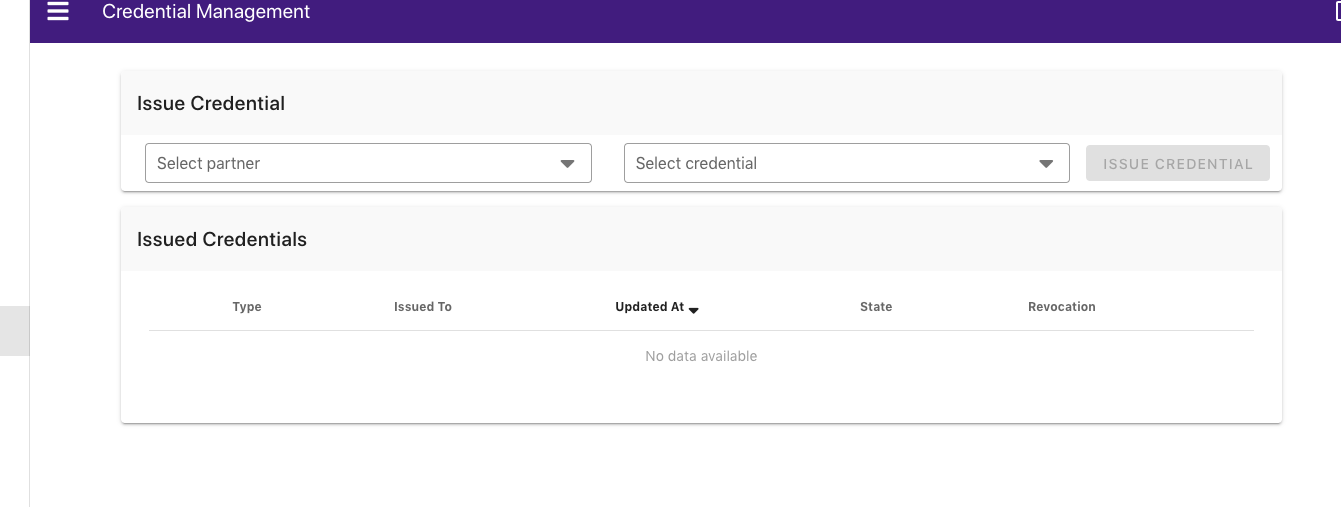 Credential Management
Issue Credential
Select partner Select credential ISSUE CREDENTIAL
Issued Credentials
Type Issued To Updated At State Revocation
No data available